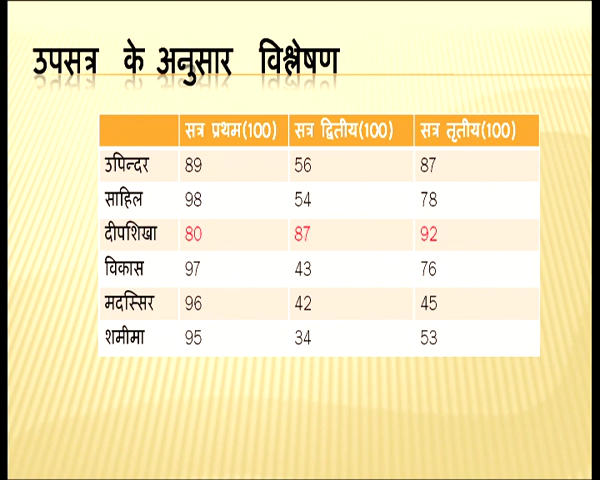 उपसत्र के अनुसार विश्लेषण
सत्र प्रथम(100) सत्र द्वितीय(100) सत्र तृतीय(100)
उपिन्दर 89 56 87
साहिल 98 54 78
दीपशिखा 80 87 92
विकास 97 43 76
मदस्सिर 96 42 45
शमीमा 95 34 53